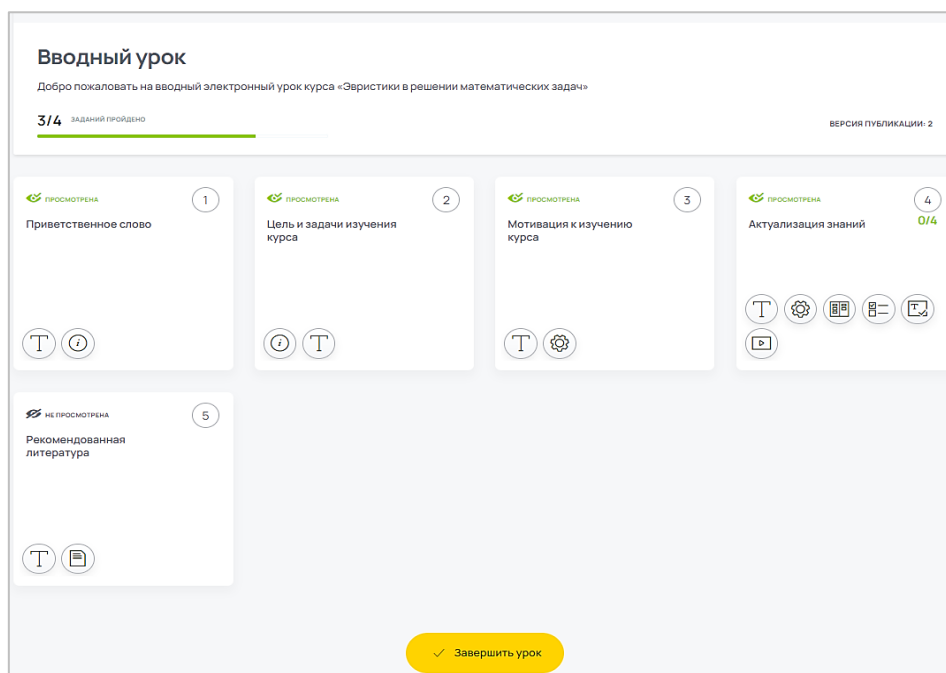 Вводный урок
Добро пожаловать на вводный электронный урок курса «Эвристики в решении математических задач»
3/4 ЗАДАНИЙ ПРОЙДЕНО
ВЕРСИЯ ПУБЛИКАЦИИ: 2
ПРОСМОТРЕНА 1
Приветственное слово
ПРОСМОТРЕНА 2
Цель и задачи изучения
курса
ПРОСМОТРЕНА 3
Мотивация к изучению
курса
ПРОСМОТРЕНА 4
0/4
Актуализация знаний
НЕ ПРОСМОТРЕНА 5
Рекомендованная
литература
Завершить урок